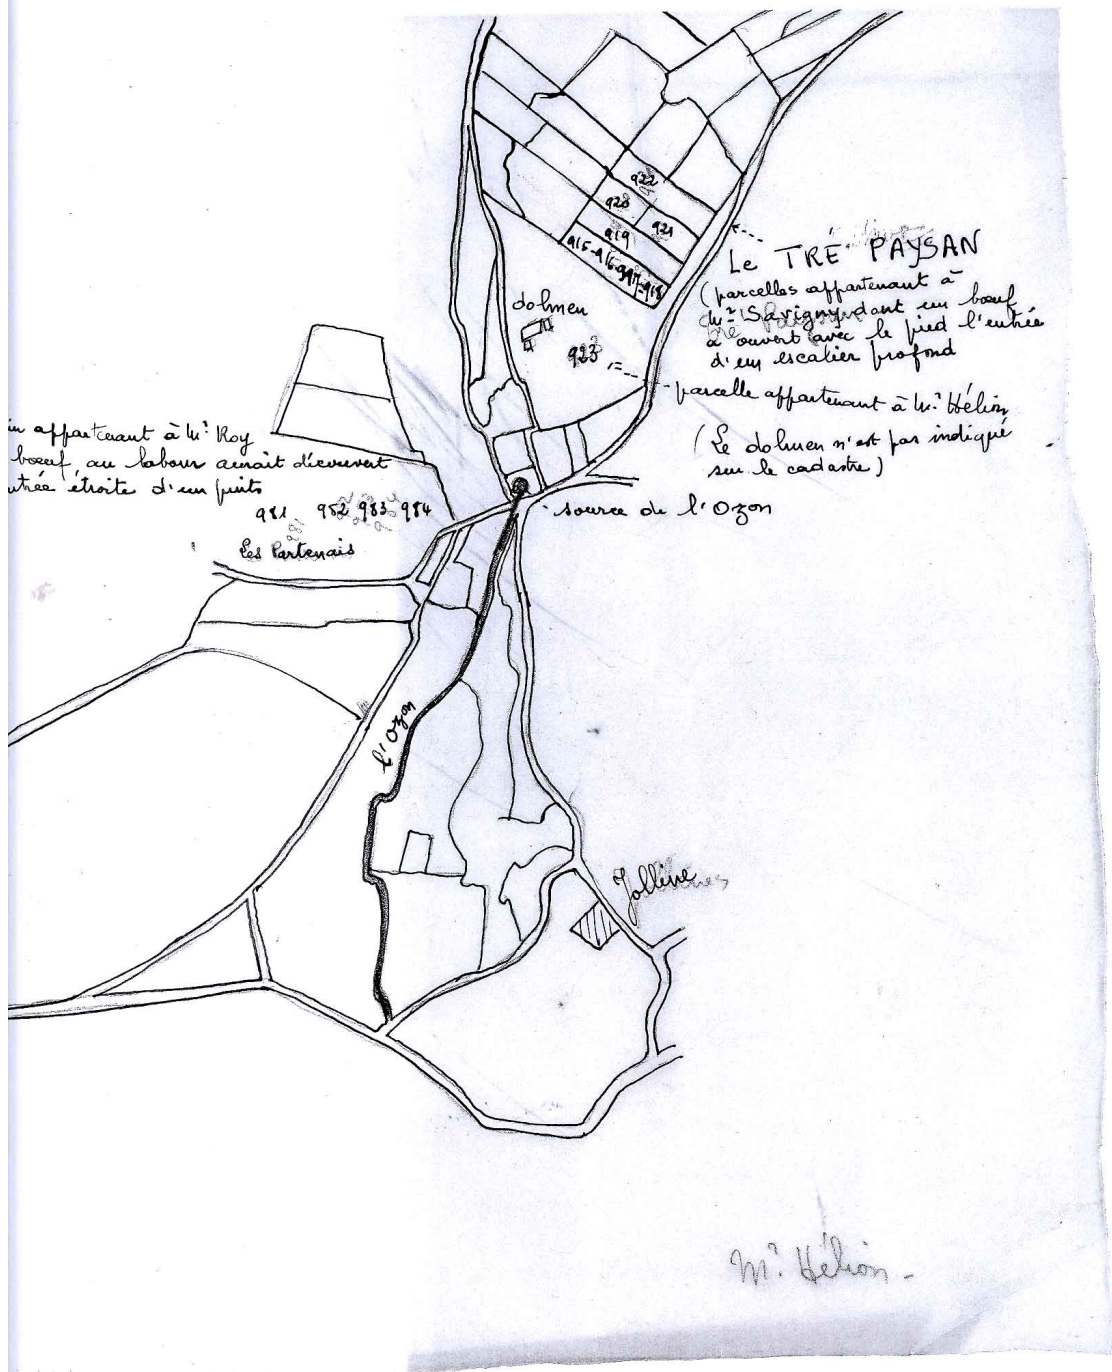 922
920
921
919
915-916-917-918
Le TRÉ PAYSAN
(parcelles appartenant à
Mr Savigny dont un boeuf
a ouvert avec le pied l'entrée
d'un escalier profond
dolmen
923
parcelle appartenant à Mr Hélion
(Le dolmen n'est pas indiqué
sur le cadastre)
in appartenant à Mr Roy
boeuf, au labour aurait découvert
ntrée étroite d'un puits
981 982 983 984
Les Partenais
source de l'Ozon
l'Ozon
Mr Hélion -